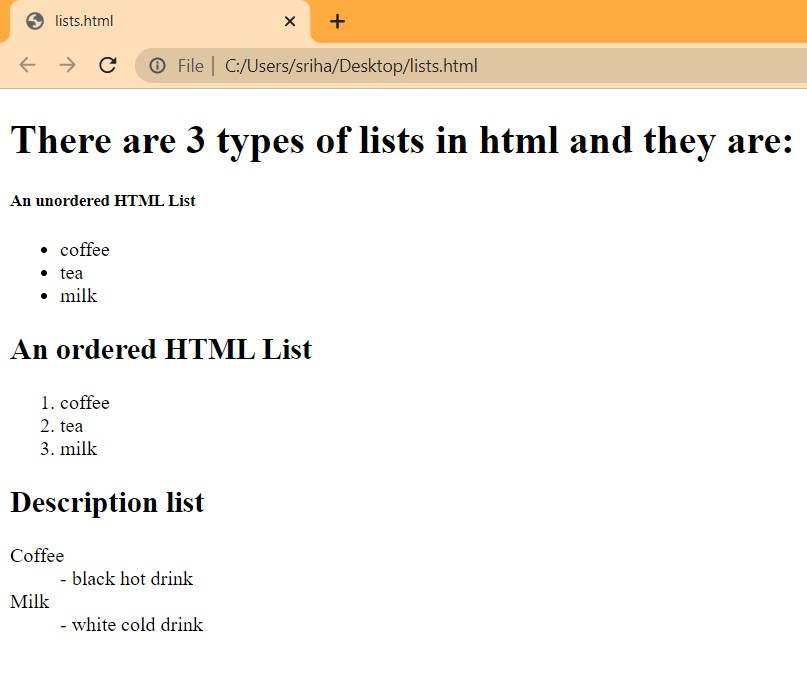 lists.html
File | C:/Users/sriha/Desktop/lists.html
There are 3 types of lists in html and they are:
An unordered HTML List
• coffee
• tea
• milk
An ordered HTML List
1. coffee
2. tea
3. milk
Description list
Coffee
- black hot drink
Milk
- white cold drink